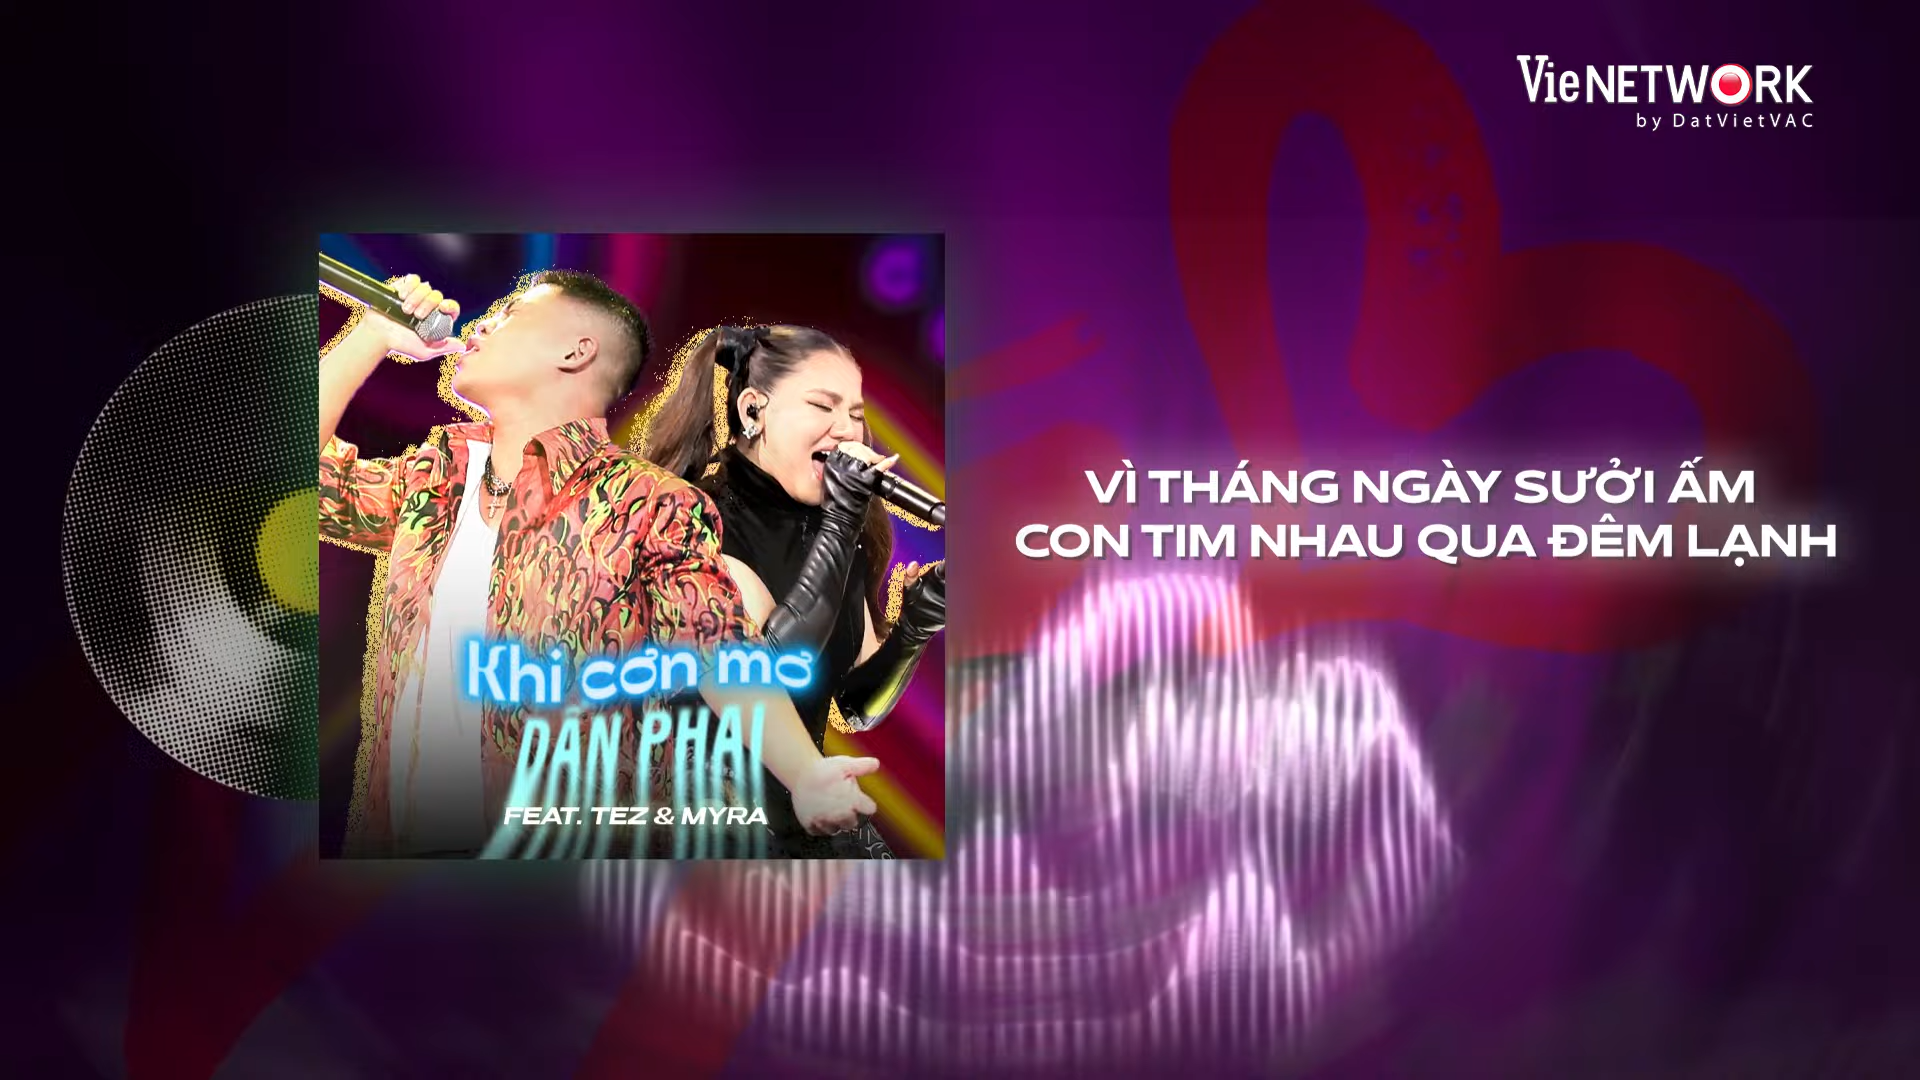 VieNETWORK
by DatVietVAC
VÌ THÁNG NGÀY SƯỞI ẤM
CON TIM NHAU QUA ĐÊM LẠNH
Khi cơn mơ
DẦN PHAI
FEAT. TEZ & MYRA